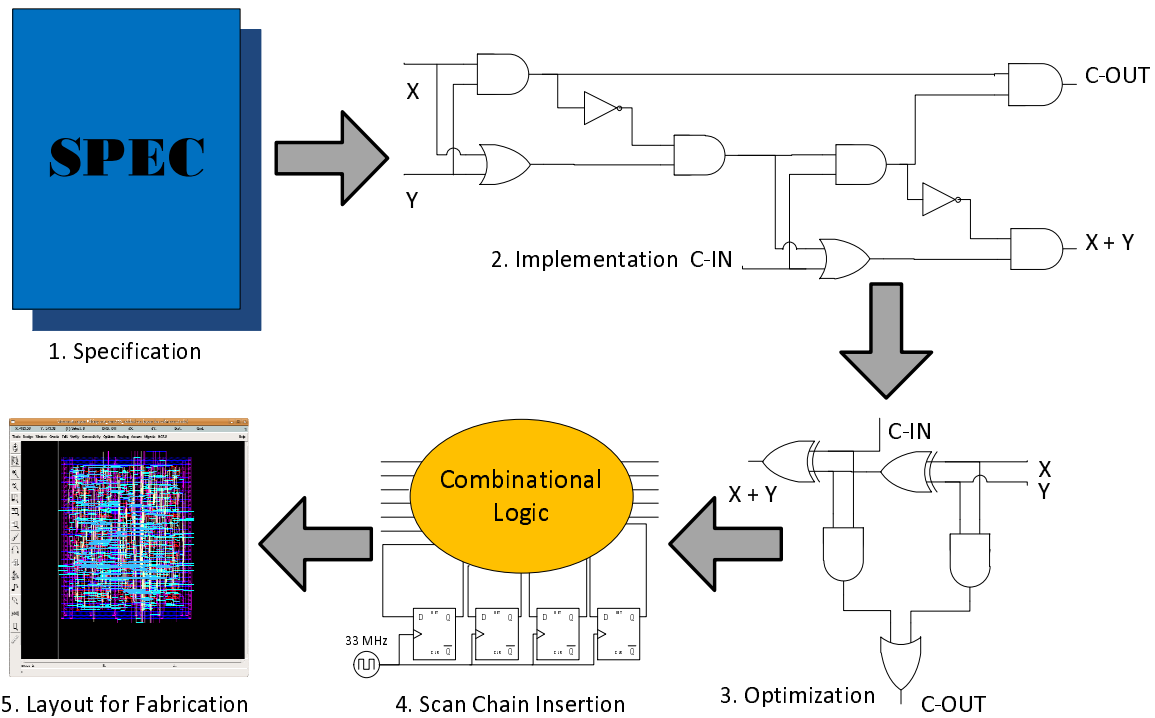 SPEC
1. Specification
X
Y
C-OUT
X + Y
2. Implementation C-IN
C-IN
X
Y
X + Y
C-OUT
3. Optimization
Combinational
Logic
D Q
Q
D Q
Q
D Q
Q
D Q
Q
33 MHz
4. Scan Chain Insertion
5. Layout for Fabrication